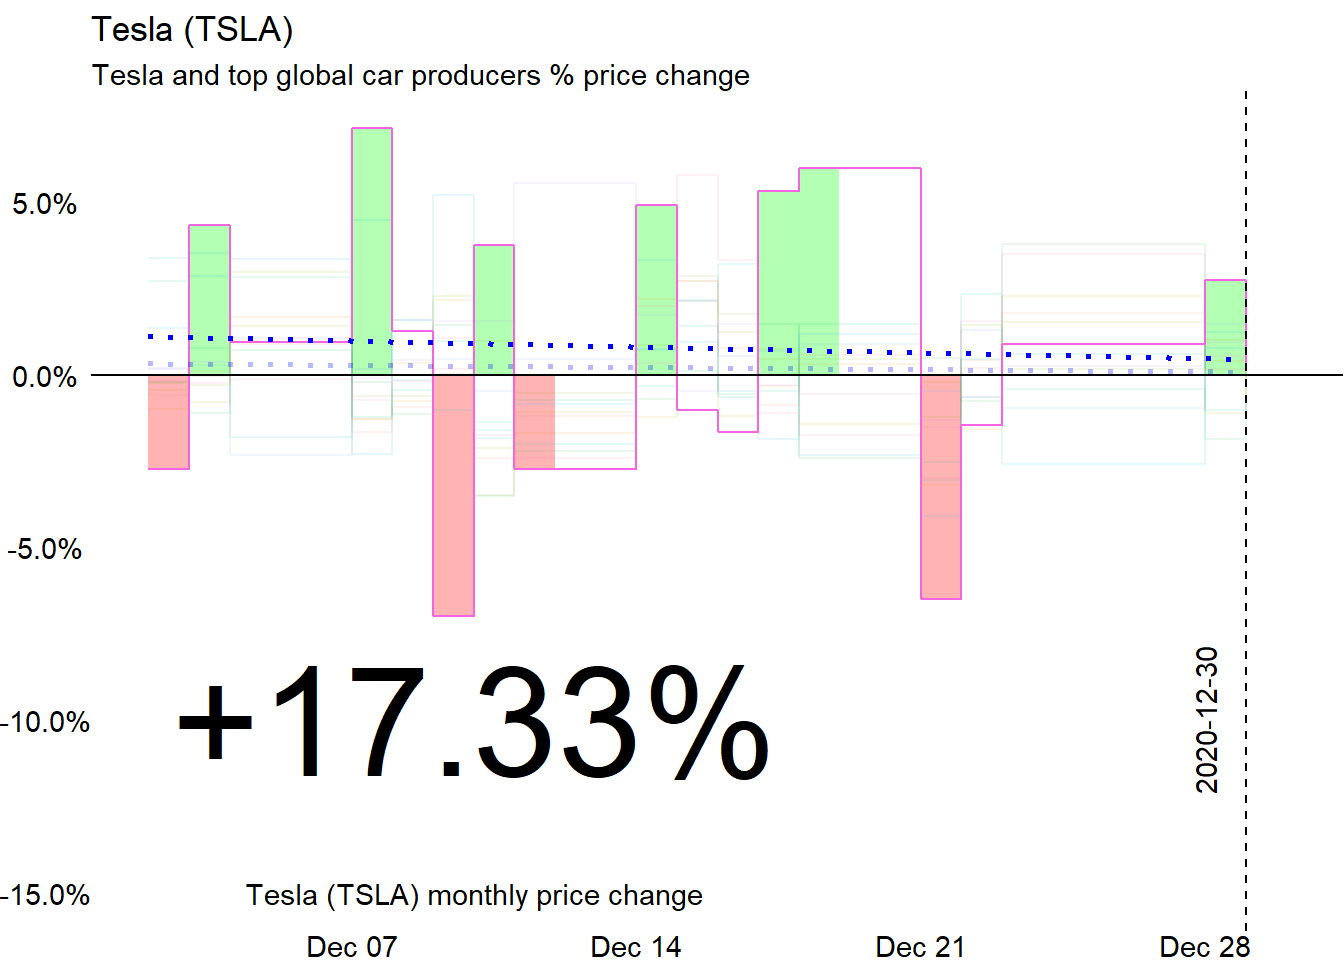 Tesla (TSLA)
Tesla and top global car producers % price change
5.0%
0.0%
-5.0%
-10.0%
-15.0%
+17.33%
2020-12-30
Tesla (TSLA) monthly price change
Dec 07 Dec 14 Dec 21 Dec 28